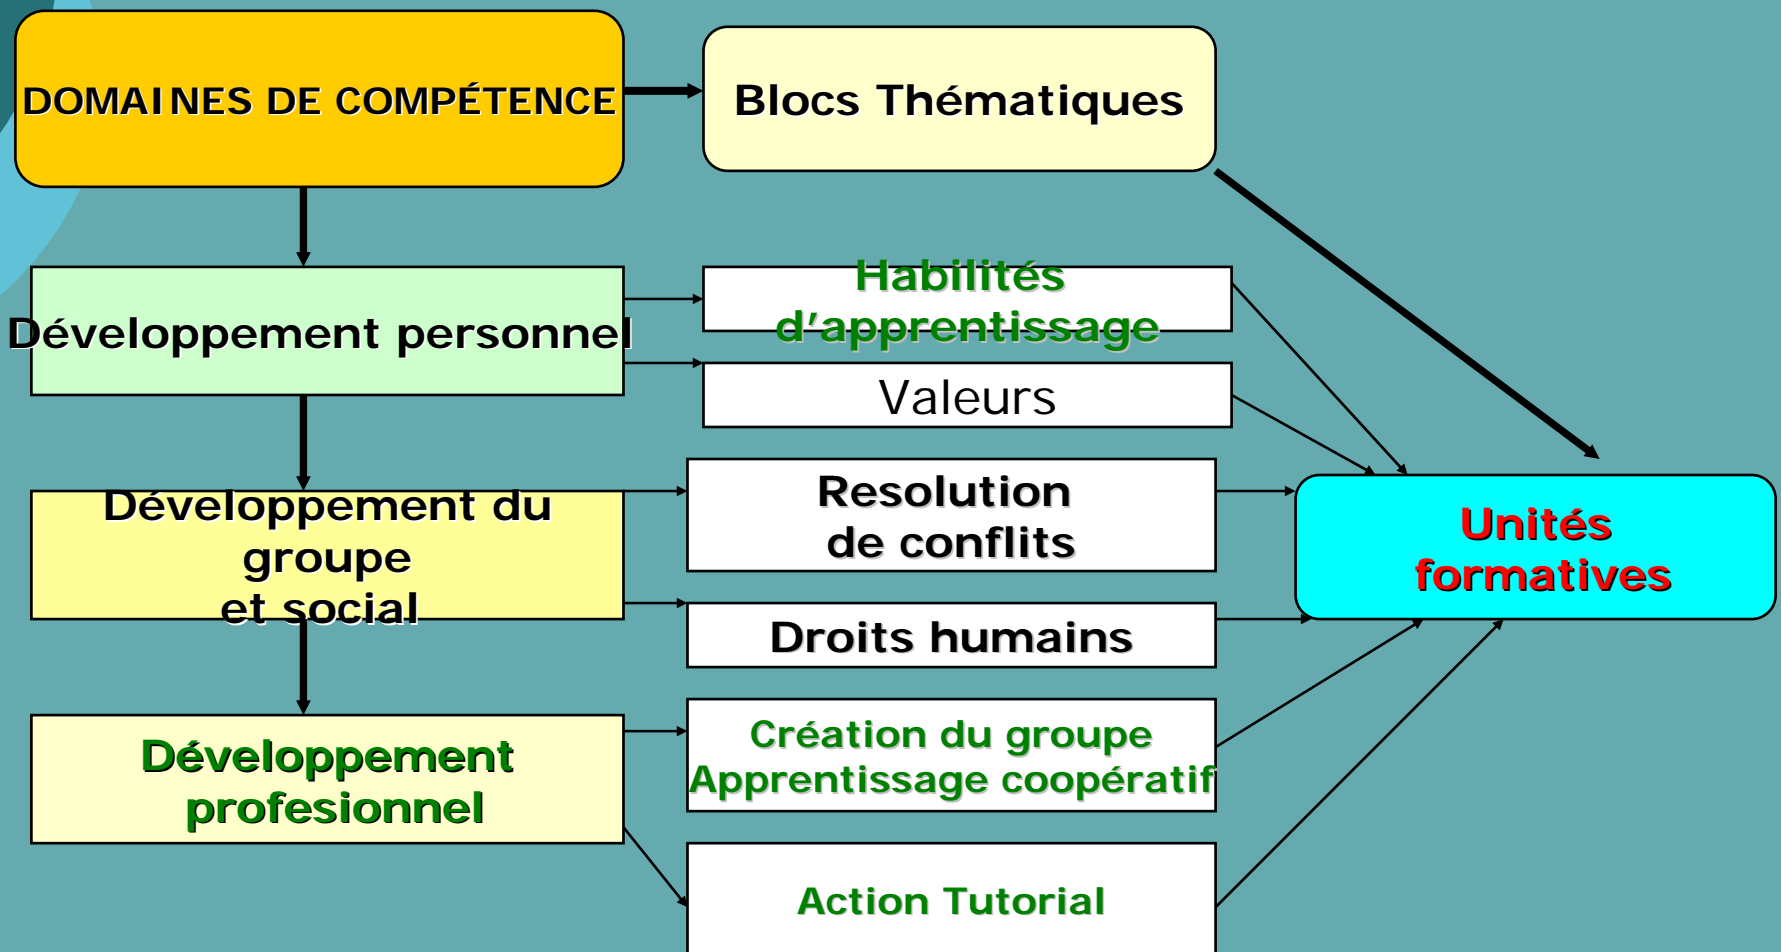 DOMAINES DE COMPÉTENCE
Blocs Thématiques
Développement personnel
Habilités
d’apprentissage
Valeurs
Développement du
groupe
et social
Resolution
de conflits
Droits humains
Unités
formatives
Développement
profesionnel
Création du groupe
Apprentissage coopératif
Action Tutorial